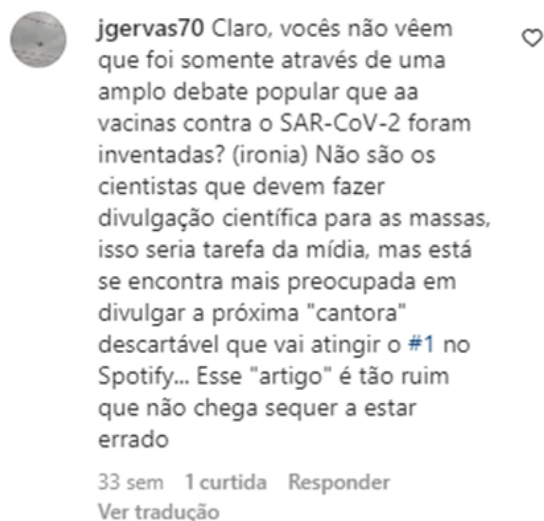 jgervas70 Claro, vocês não vêem
que foi somente através de uma
amplo debate popular que aa
vacinas contra o SAR-CoV-2 foram
inventadas? (ironia) Não são os
cientistas que devem fazer
divulgação científica para as massas,
isso seria tarefa da mídia, mas está
se encontra mais preocupada em
divulgar a próxima "cantora"
descartável que vai atingir o #1 no
Spotify... Esse "artigo" é tão ruim
que não chega sequer a estar
errado
33 sem 1 curtida Responder
Ver tradução